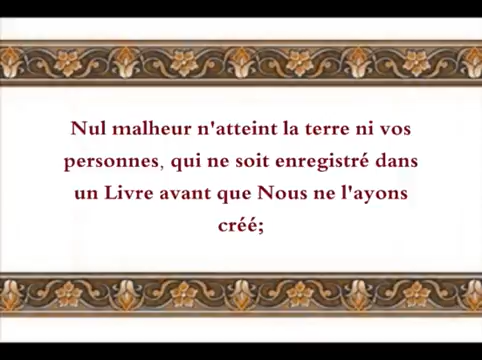 Nul malheur n'atteint la terre ni vos
personnes, qui ne soit enregistré dans
un Livre avant que Nous ne l'ayons
créé;